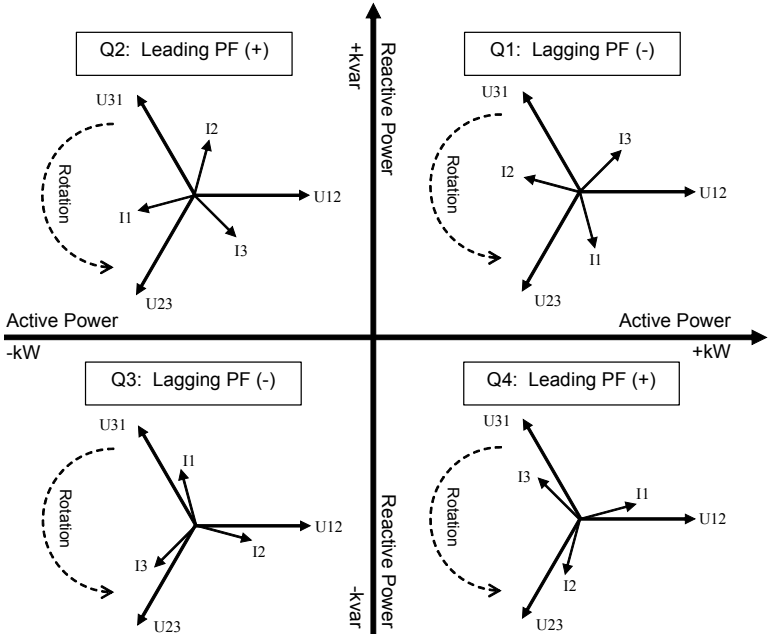 Q2: Leading PF (+)
U31
I2
Rotation
U12
I1
I3
U23
+kvar
Reactive Power
Q1: Lagging PF (-)
U31
I3
I2
Rotation
U12
I1
U23
Active Power
-kW
Active Power
+kW
Q3: Lagging PF (-)
U31
I1
Rotation
U12
I2
I3
U23
-kvar
Reactive Power
Q4: Leading PF (+)
U31
I3
I1
Rotation
U12
I2
U23